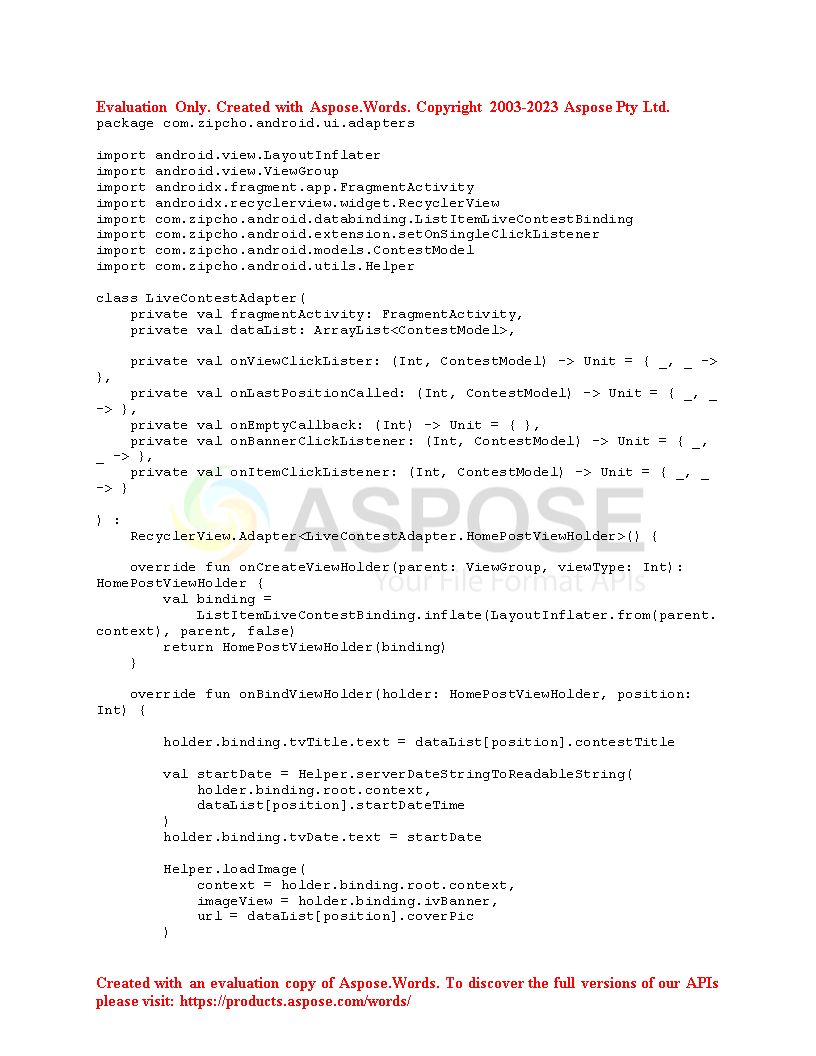 Evaluation Only. Created with Aspose.Words. Copyright 2003-2023 Aspose Pty Ltd.
package com.zipcho.android.ui.adapters
import android.view.LayoutInflater
import android.view.ViewGroup
import androidx.fragment.app.FragmentActivity
import androidx.recyclerview.widget.RecyclerView
import com.zipcho.android.databinding.ListItemLiveContestBinding
import com.zipcho.android.extension.setOnSingleClickListener
import com.zipcho.android.models.ContestModel
import com.zipcho.android.utils.Helper
class LiveContestAdapter(
    private val fragmentActivity: FragmentActivity,
    private val dataList: ArrayList<ContestModel>,
    private val onViewClickLister: (Int, ContestModel) -> Unit = { _, _ ->
},
    private val onLastPositionCalled: (Int, ContestModel) -> Unit = { _, _
-> },
    private val onEmptyCallback: (Int) -> Unit = { },
    private val onBannerClickListener: (Int, ContestModel) -> Unit = { _,
_ -> },
    private val onItemClickListener: (Int, ContestModel) -> Unit = { _, _
-> }
) :
ASPOSE
    RecyclerView.Adapter<LiveContestAdapter.HomePostViewHolder>() {
    override fun onCreateViewHolder(parent: ViewGroup, viewType: Int):
Your File Format APIs
HomePostViewHolder {
        val binding =
            ListItemLiveContestBinding.inflate(LayoutInflater.from(parent.
context), parent, false)
        return HomePostViewHolder(binding)
    }
    override fun onBindViewHolder(holder: HomePostViewHolder, position:
Int) {
        holder.binding.tvTitle.text = dataList[position].contestTitle
        val startDate = Helper.serverDateStringToReadableString(
            holder.binding.root.context,
            dataList[position].startDateTime
        )
        holder.binding.tvDate.text = startDate
        Helper.loadImage(
            context = holder.binding.root.context,
            imageView = holder.binding.ivBanner,
            url = dataList[position].coverPic
        )
Created with an evaluation copy of Aspose.Words. To discover the full versions of our APIs
please visit: https://products.aspose.com/words/